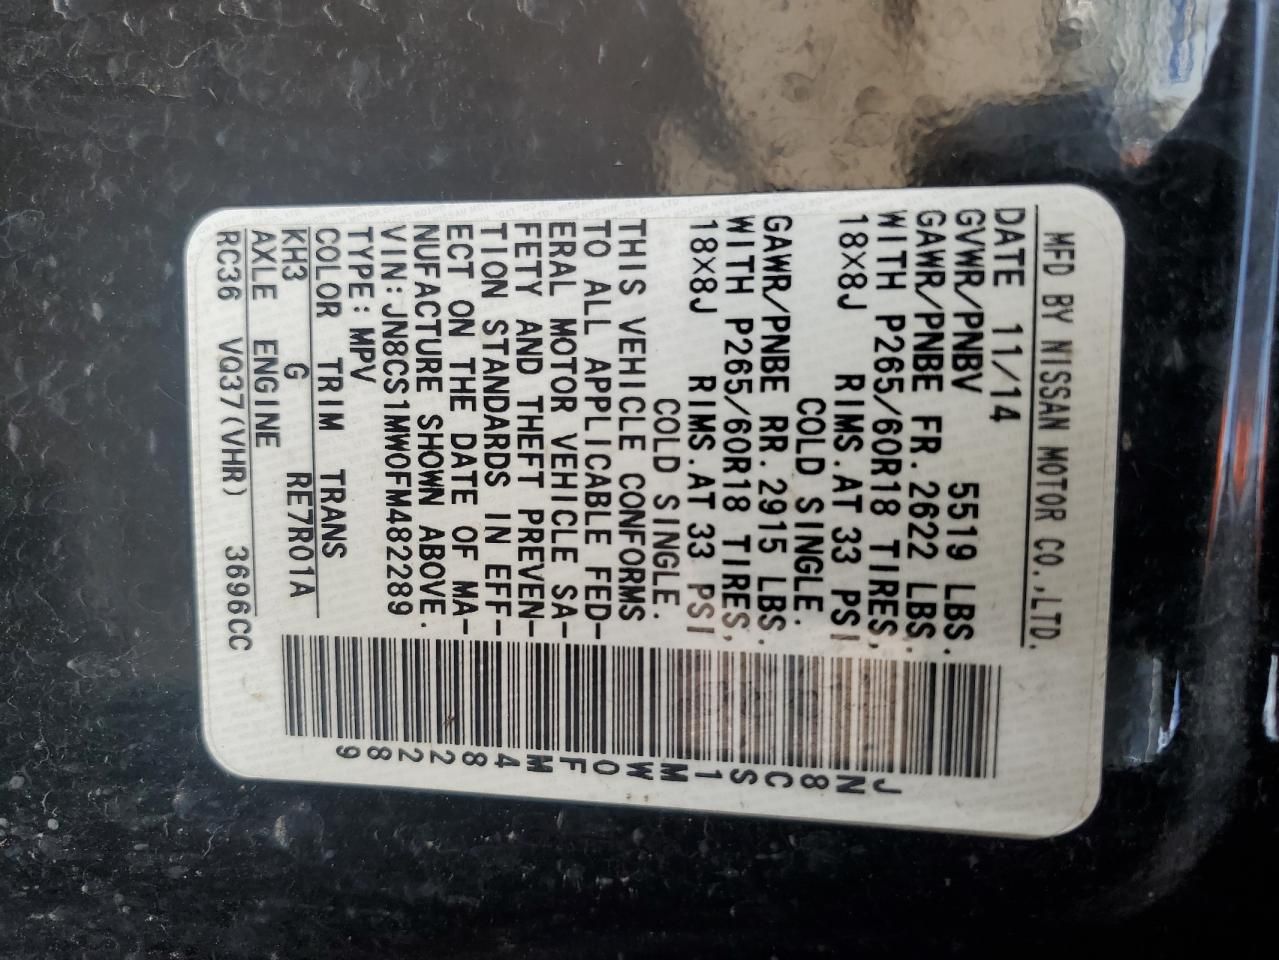 MFD BY NISSAN MOTOR CO.,LTD.
DATE 11/14
GVWR/PNBV 5519 LBS.
GAWR/PNBE FR.2622 LBS.
WITH P265/60R18 TIRES,
18×8J RIMS.AT 33 PSI
COLD SINGLE.
GAWR/PNBE RR.2915 LBS.
WITH P265/60R18 TIRES,
18×8J RIMS.AT 33 PSI
COLD SINGLE.
THIS VEHICLE CONFORMS
TO ALL APPLICABLE FED-
ERAL MOTOR VEHICLE SA-
FETY AND THEFT PREVEN-
TION STANDARDS IN EFF-
ECT ON THE DATE OF MA-
NUFACTURE SHOWN ABOVE.
VIN:JN8CS1MW0FM482289
TYPE:MPV
COLOR TRIM TRANS
KH3 G RE7R01A
AXLE ENGINE
RC36 VQ37(VHR) 3696CC
JN8CS1MW0FM482289